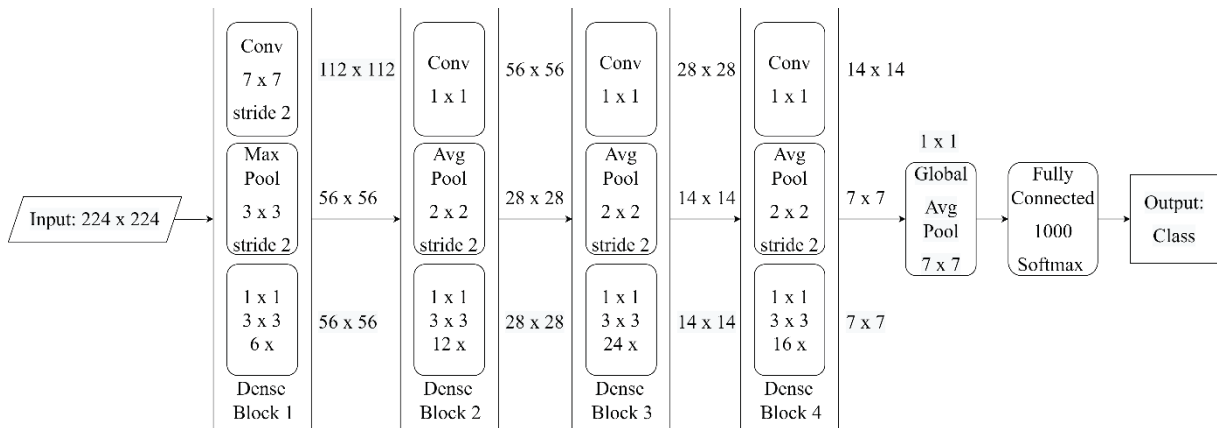 Input: 224 x 224
Conv
7 x 7
stride 2
Max
Pool
3 x 3
stride 2
1 x 1
3 x 3
6 x
Dense
Block 1
112 x 112
56 x 56
56 x 56
Conv
1 x 1
Avg
Pool
2 x 2
stride 2
1 x 1
3 x 3
12 x
Dense
Block 2
56 x 56
28 x 28
28 x 28
Conv
1 x 1
Avg
Pool
2 x 2
stride 2
1 x 1
3 x 3
24 x
Dense
Block 3
28 x 28
14 x 14
14 x 14
Conv
1 x 1
Avg
Pool
2 x 2
stride 2
1 x 1
3 x 3
16 x
Dense
Block 4
14 x 14
7 x 7
7 x 7
1 x 1
Global
Avg
Pool
7 x 7
Fully
Connected
1000
Softmax
Output:
Class